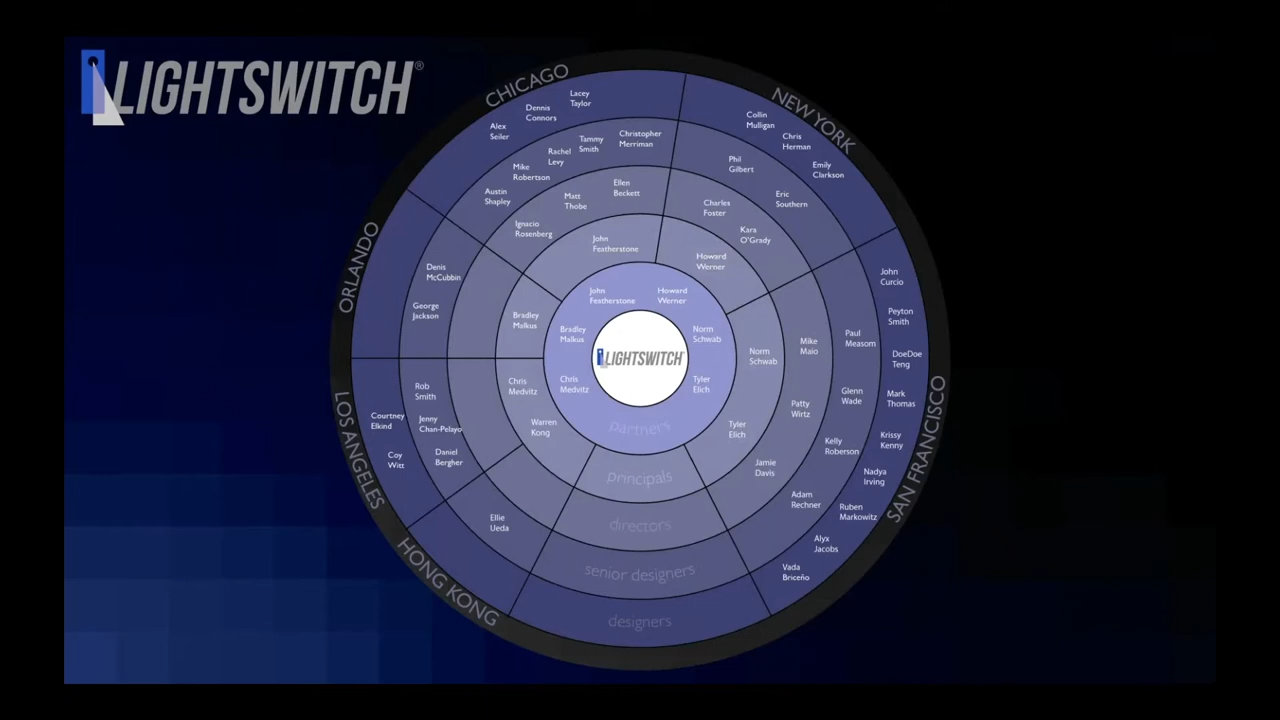 LIGHTSWITCH®
CHICAGO
Lacey
Taylor
Dennis
Connors
Alex
Seiler
Christopher
Merriman
Tammy
Smith
Rachel
Levy
Mike
Robertson
Austin
Shapley
Ellen
Beckett
Matt
Thobe
Ignacio
Rosenberg
John
Featherstone
NEW YORK
Collin
Mulligan
Chris
Herman
Emily
Clarkson
Phil
Gilbert
Eric
Southern
Charles
Foster
Kara
O'Grady
Howard
Werner
ORLANDO
Denis
McCubbin
George
Jackson
Bradley
Malkus
John
Featherstone
Howard
Werner
Bradley
Malkus
Norm
Schwab
Chris
Medvitz
Tyler
Elich
LIGHTSWITCH
partners
principals
directors
senior designers
designers
SAN FRANCISCO
John
Curcio
Peyton
Smith
DoeDoe
Teng
Mark
Thomas
Krissy
Kenny
Nadya
Irving
Ruben
Markowitz
Alyx
Jacobs
Vada
Briceño
Paul
Measom
Glenn
Wade
Kelly
Roberson
Adam
Rechner
Mike
Maio
Patty
Wirtz
Jamie
Davis
Norm
Schwab
Tyler
Elich
LOS ANGELES
Courtney
Elkind
Coy
Witt
Rob
Smith
Jenny
Chan-Pelayo
Daniel
Bergher
Chris
Medvitz
Warren
Kong
HONG KONG
Ellie
Ueda